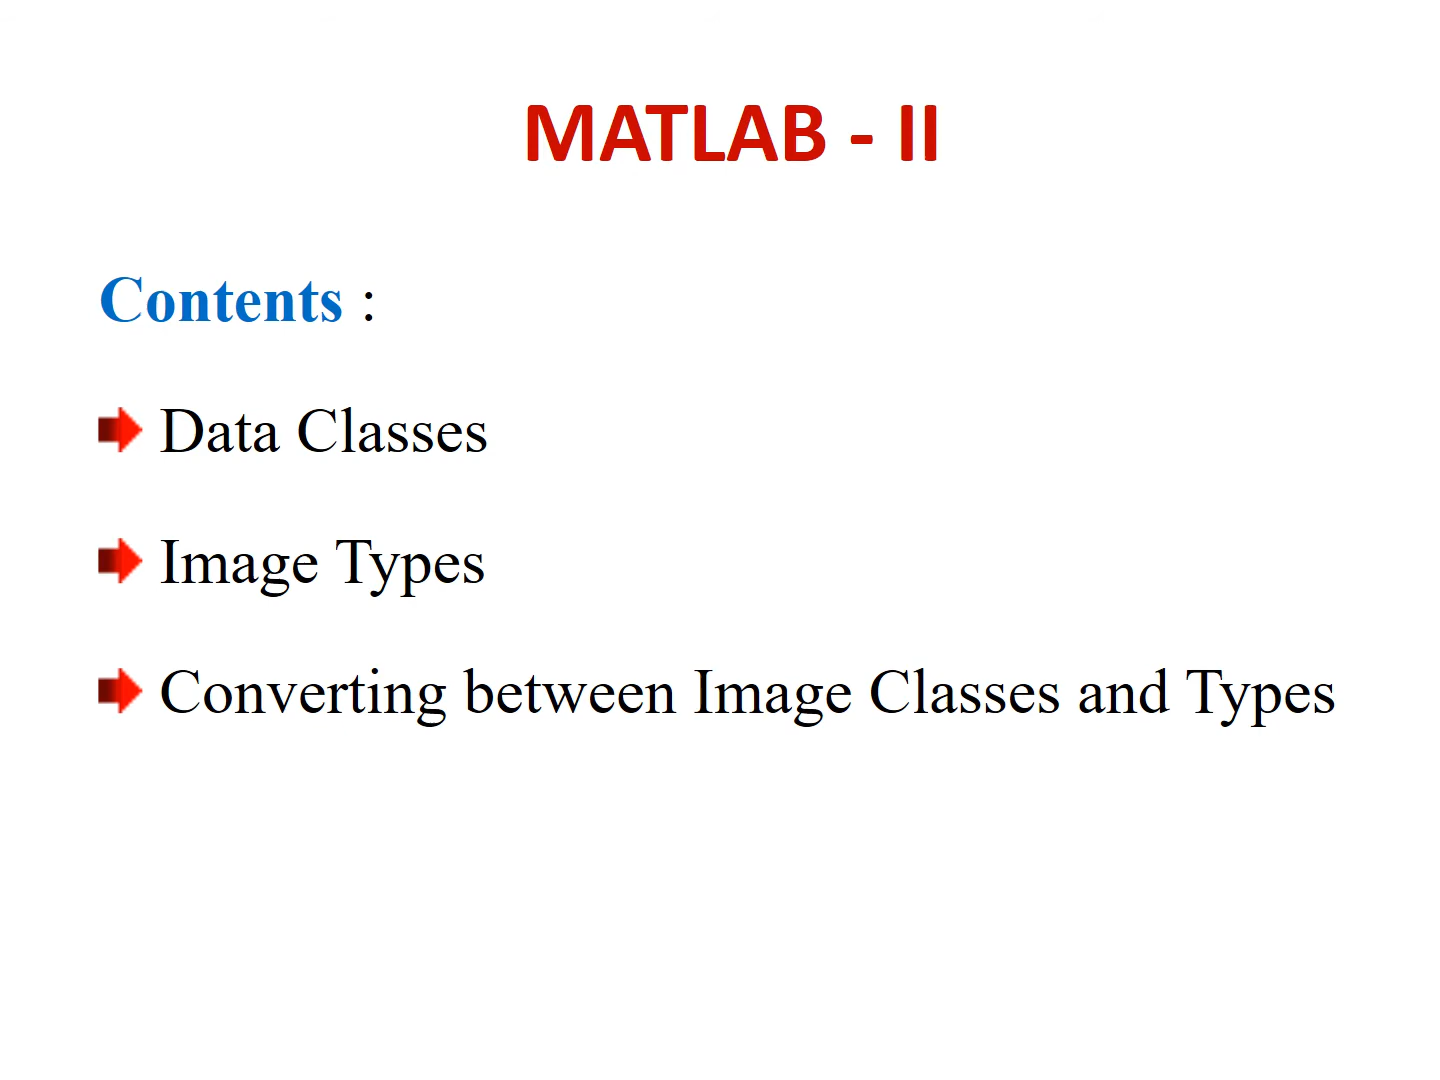 MATLAB - II
Contents :
Data Classes
Image Types
Converting between Image Classes and Types